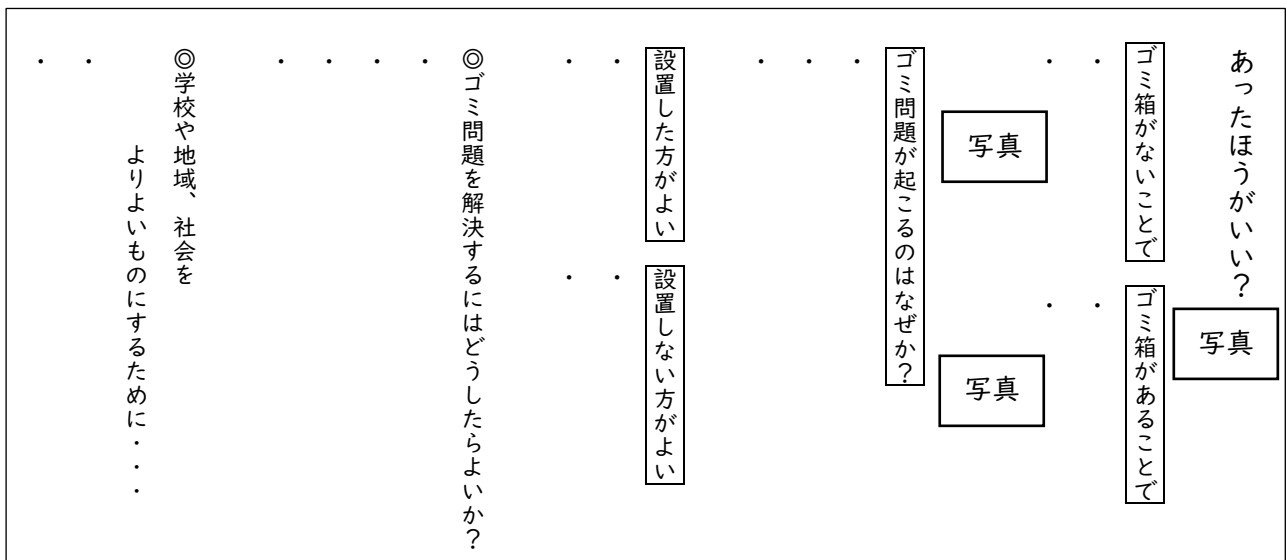 あったほうがいい？
写真
ゴミ箱がないことで
・
・
ゴミ箱があることで
・
・
写真
写真
ゴミ問題が起こるのはなぜか？
・
・
・
設置した方がよい
・
・
設置しない方がよい
・
・
◎ゴミ問題を解決するにはどうしたらよいか？
・
・
・
・
◎学校や地域、社会を
よりよいものにするために・・・
・
・